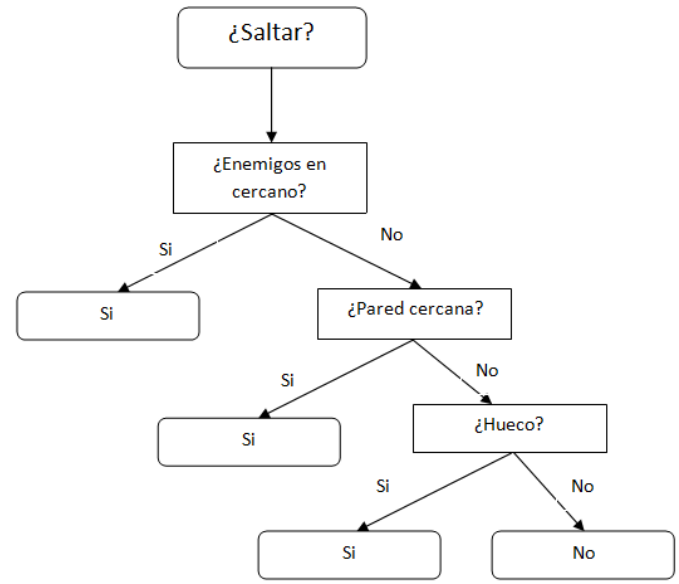 ¿Saltar?
¿Enemigos en
cercano?
Si
No
Si
¿Pared cercana?
Si
No
Si
¿Hueco?
Si
No
Si
No